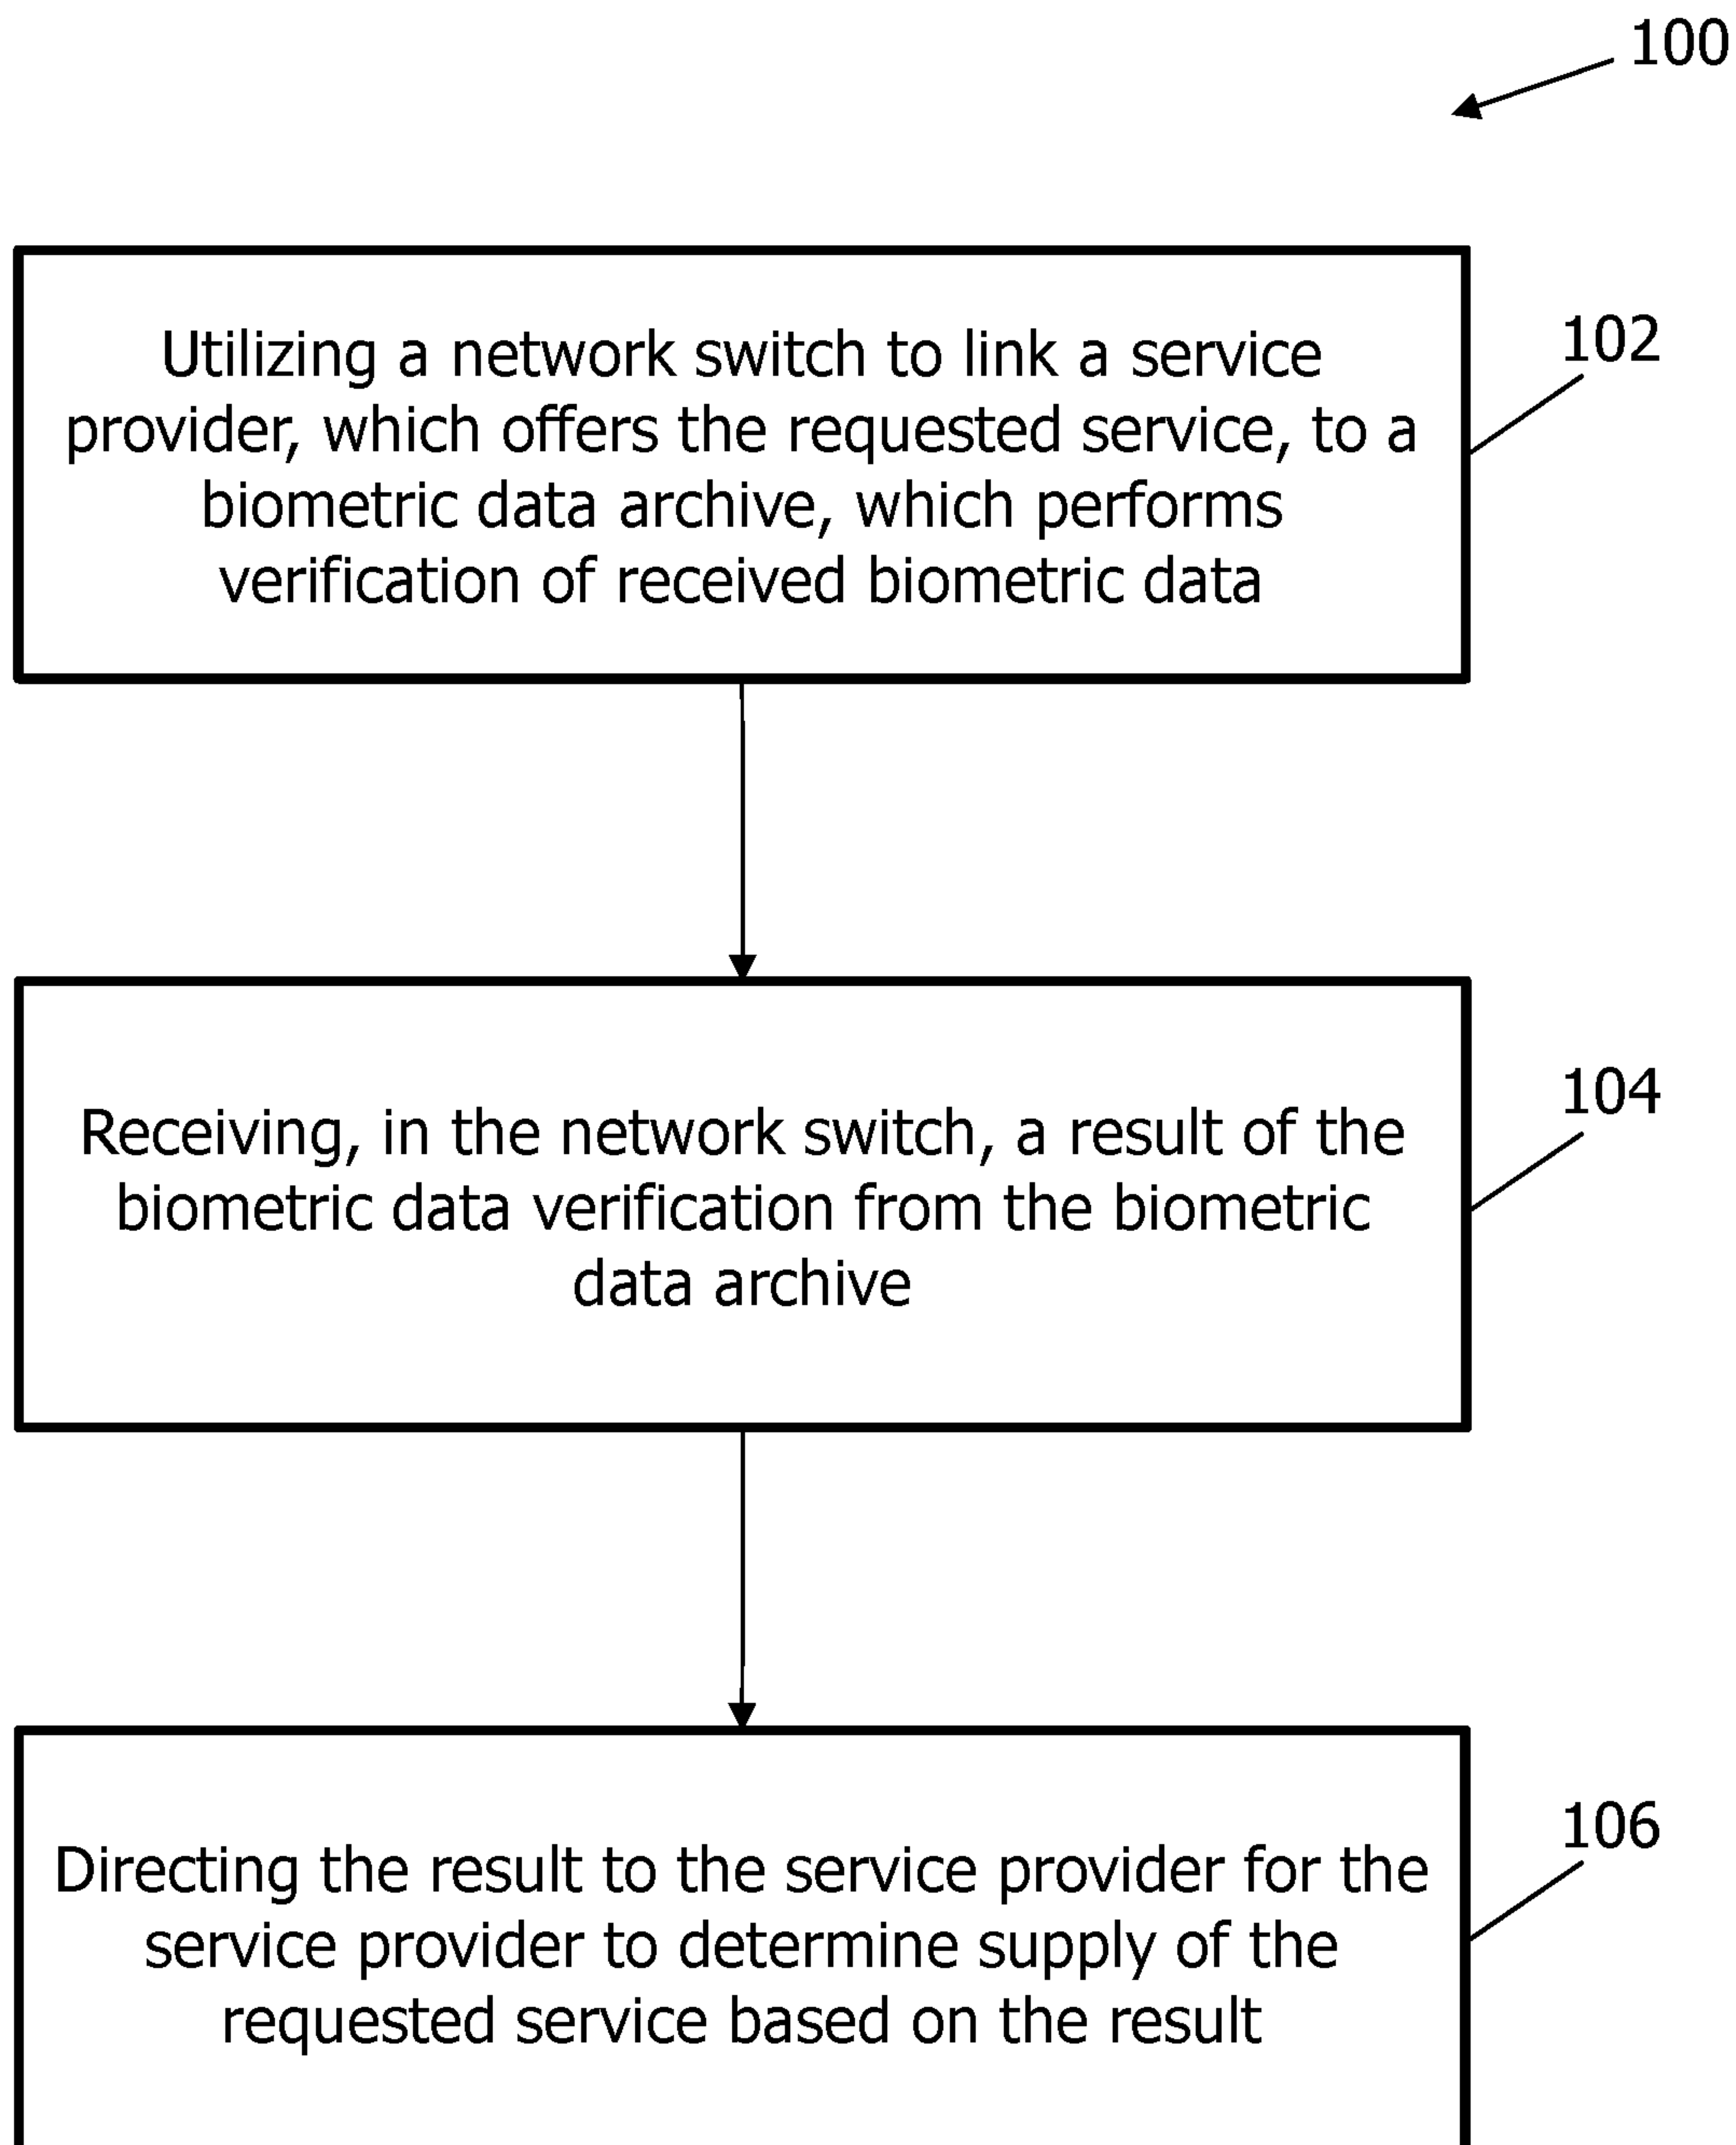 100
Utilizing a network switch to link a service
provider, which offers the requested service, to a
biometric data archive, which performs
verification of received biometric data
102
Receiving, in the network switch, a result of the
biometric data verification from the biometric
data archive
104
Directing the result to the service provider for the
service provider to determine supply of the
requested service based on the result
106